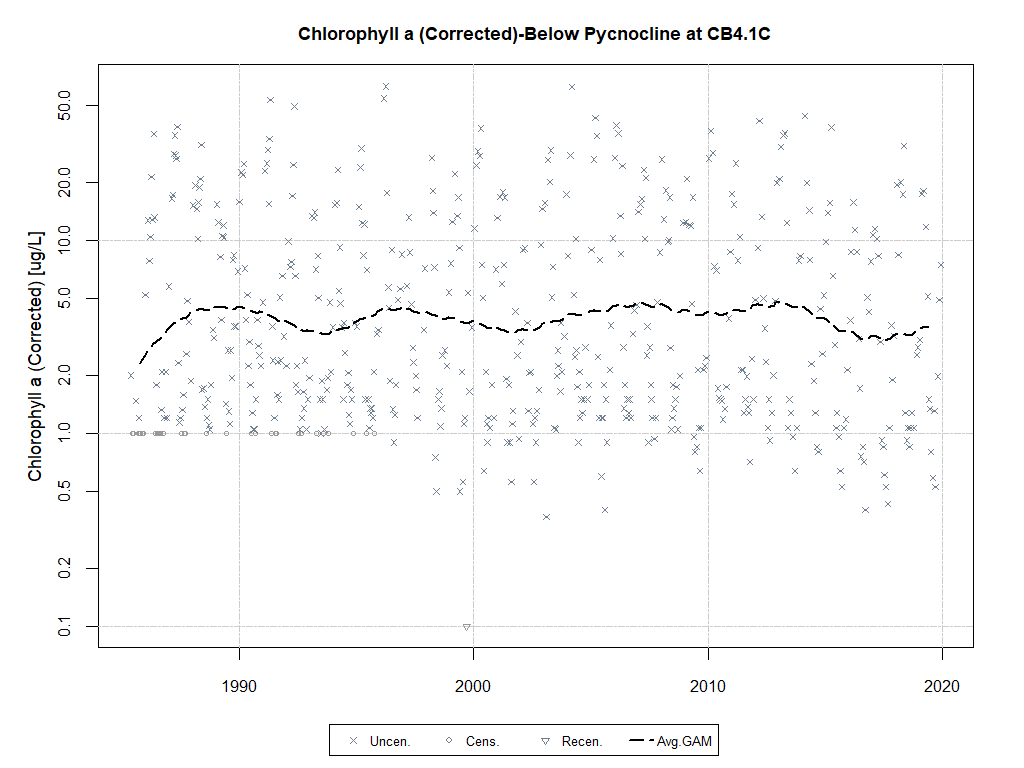 Chlorophyll a (Corrected)-Below Pycnocline at CB4.1C
Chlorophyll a (Corrected) [ug/L]
50.0
20.0
10.0
5.0
2.0
1.0
0.5
0.2
0.1
1990 2000 2010 2020
Uncen. Cens. Recen. Avg.GAM